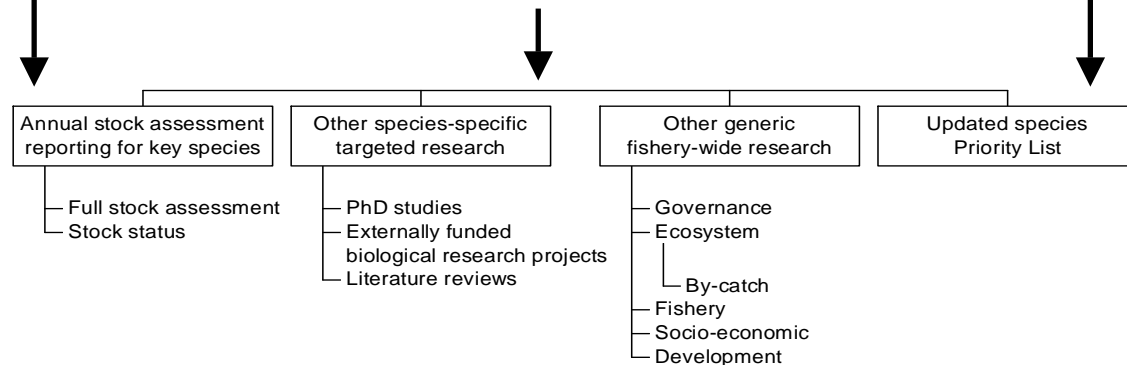 Annual stock assessment
reporting for key species
Other species-specific
targeted research
Other generic
fishery-wide research
Updated species
Priority List
Full stock assessment
Stock status
PhD studies
Externally funded
biological research projects
Literature reviews
Governance
Ecosystem
By-catch
Fishery
Socio-economic
Development